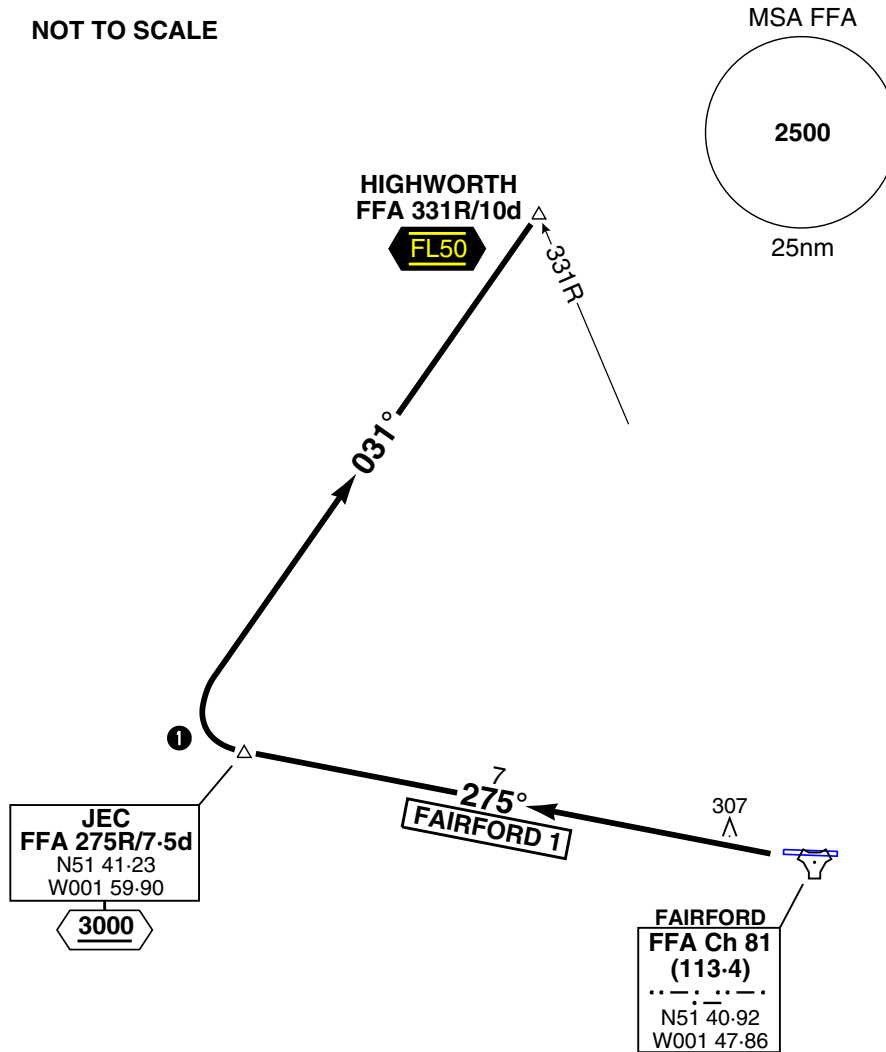 NOT TO SCALE
MSA FFA
2500
25nm
HIGHWORTH
FFA 331R/10d
FL50
331R
031°
1
7
275°
FAIRFORD 1
307
JEC
FFA 275R/7·5d
N51 41·23
W001 59·90
3000
FAIRFORD
FFA Ch 81
(113·4)
N51 40·92
W001 47·86